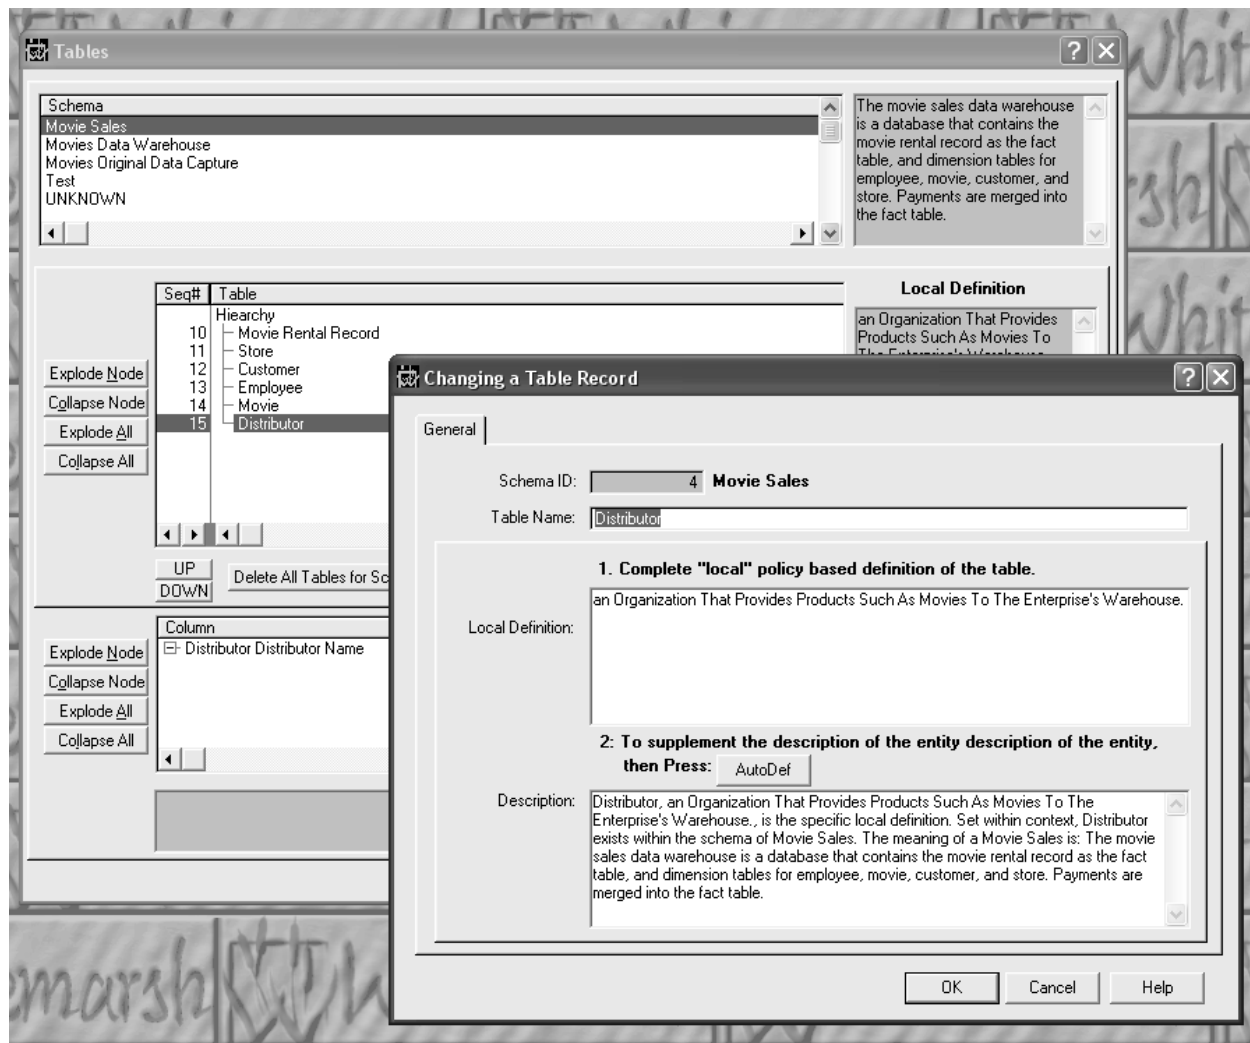 Whit
Tables
Schema
Movie Sales
Movies Data Warehouse
Movies Original Data Capture
Test
UNKNOWN
The movie sales data warehouse
is a database that contains the
movie rental record as the fact
table, and dimension tables for
employee, movie, customer, and
store. Payments are merged into
the fact table.
rsh
Whit
Seq# Table
Hiearchy
10 Movie Rental Record
11 Store
12 Customer
13 Employee
14 Movie
15 Distributor
Explode Node
Collapse Node
Explode All
Collapse All
Local Definition
an Organization That Provides
Products Such As Movies To
The Enterprise's Warehouse
UP
DOWN
Delete All Tables for Sc
Column
Distributor Distributor Name
Explode Node
Collapse Node
Explode All
Collapse All
Changing a Table Record
General
Schema ID: 4 Movie Sales
Table Name: Distributor
1. Complete "local" policy based definition of the table.
Local Definition:
an Organization That Provides Products Such As Movies To The Enterprise's Warehouse.
2: To supplement the description of the entity description of the entity,
then Press: AutoDef
Description:
Distributor, an Organization That Provides Products Such As Movies To The
Enterprise's Warehouse., is the specific local definition. Set within context, Distributor
exists within the schema of Movie Sales. The meaning of a Movie Sales is: The movie
sales data warehouse is a database that contains the movie rental record as the fact
table, and dimension tables for employee, movie, customer, and store. Payments are
merged into the fact table.
OK Cancel Help
emarsh W